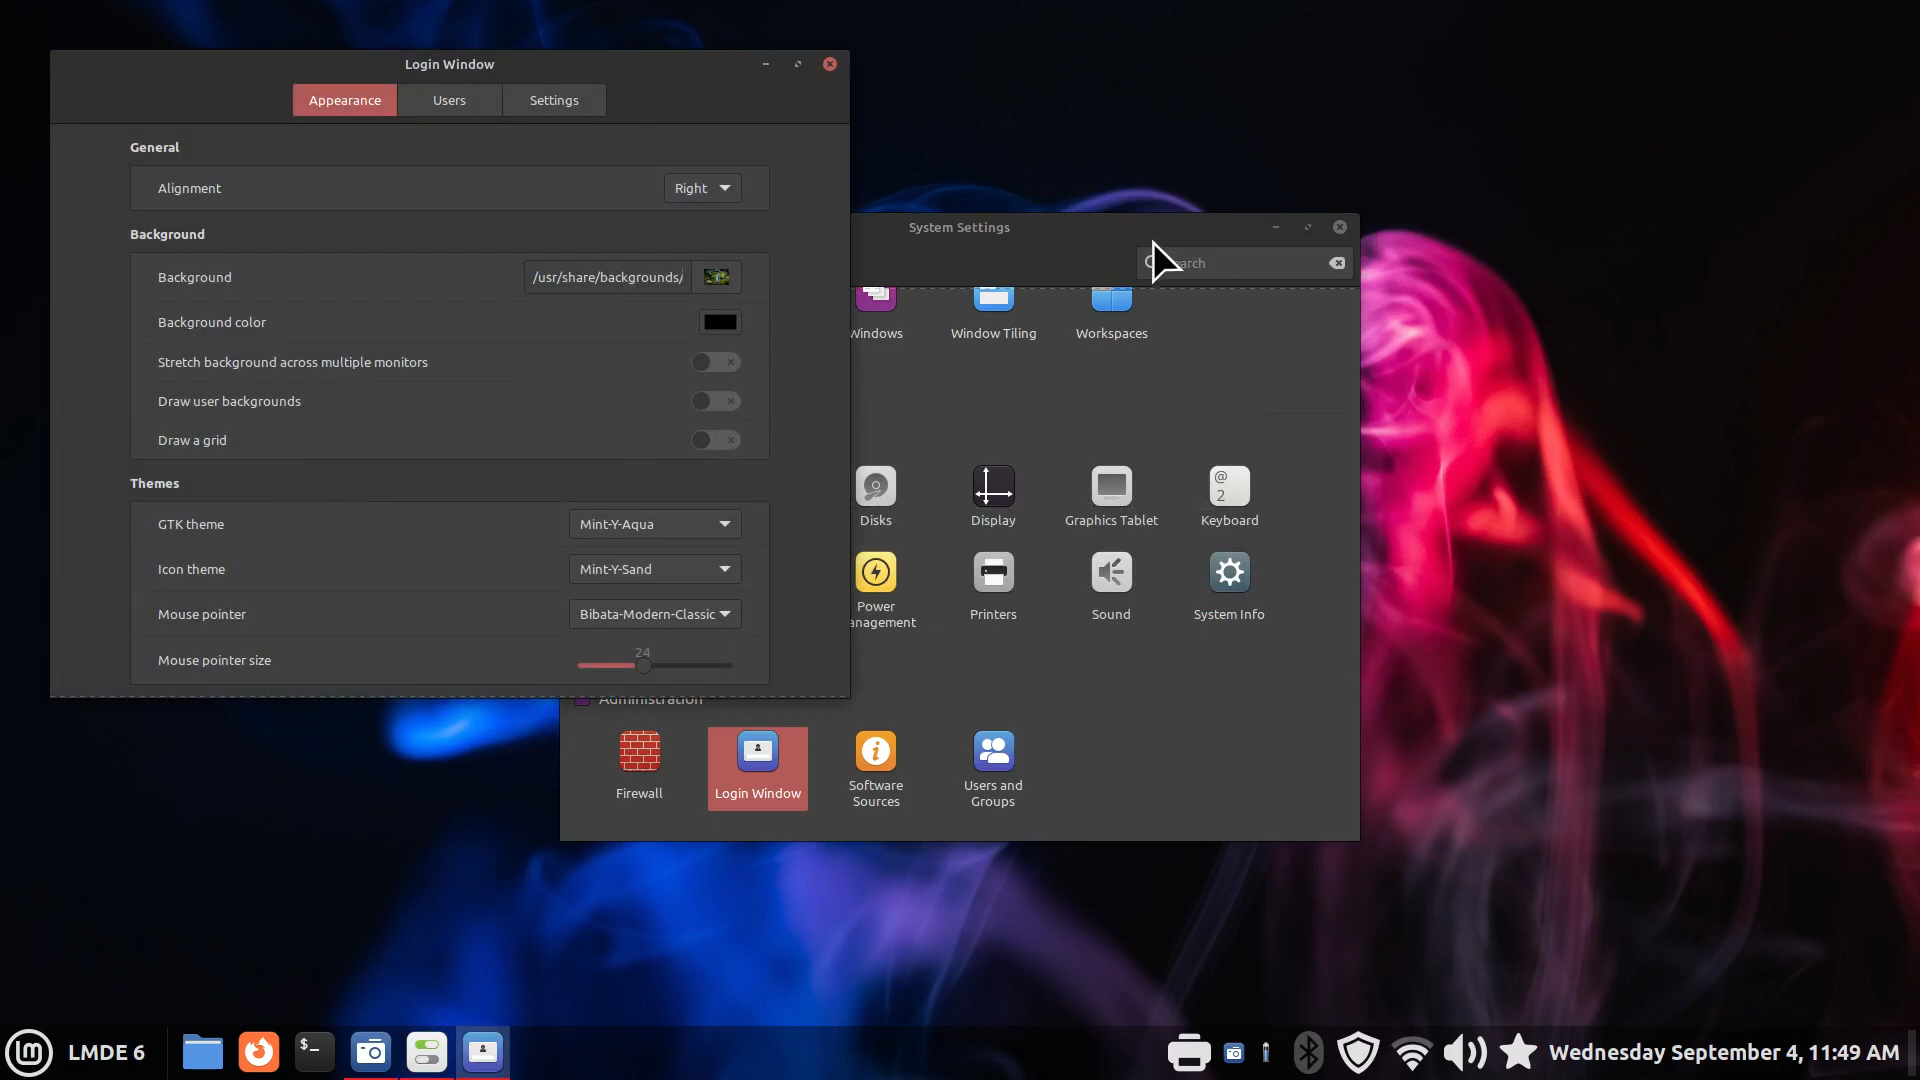 Login Window
Appearance
Users
Settings
General
Alignment
Right
Background
Background
/usr/share/backgrounds/
Background color
Stretch background across multiple monitors
Draw user backgrounds
Draw a grid
Themes
GTK theme
Mint-Y-Aqua
Icon theme
Mint-Y-Sand
Mouse pointer
Bibata-Modern-Classic
Mouse pointer size
24
System Settings
arch
Windows
Window Tiling
Workspaces
Disks
Display
Graphics Tablet
@
2
Keyboard
Power
anagement
Printers
Sound
System Info
Administration
Firewall
Login Window
Software
Sources
Users and
Groups
LMDE 6
$-
Wednesday September 4, 11:49 AM